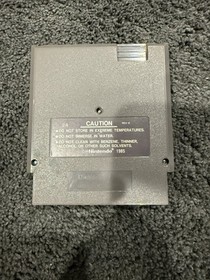 CAUTION
●DO NOT STORE IN EXTREME TEMPERATURES.
●DO NOT IMMERSE IN WATER.
●DO NOT CLEAN WITH BENZENE, THINNER,
ALCOHOL OR OTHER SUCH SOLVENTS.
Nintendo® 1985